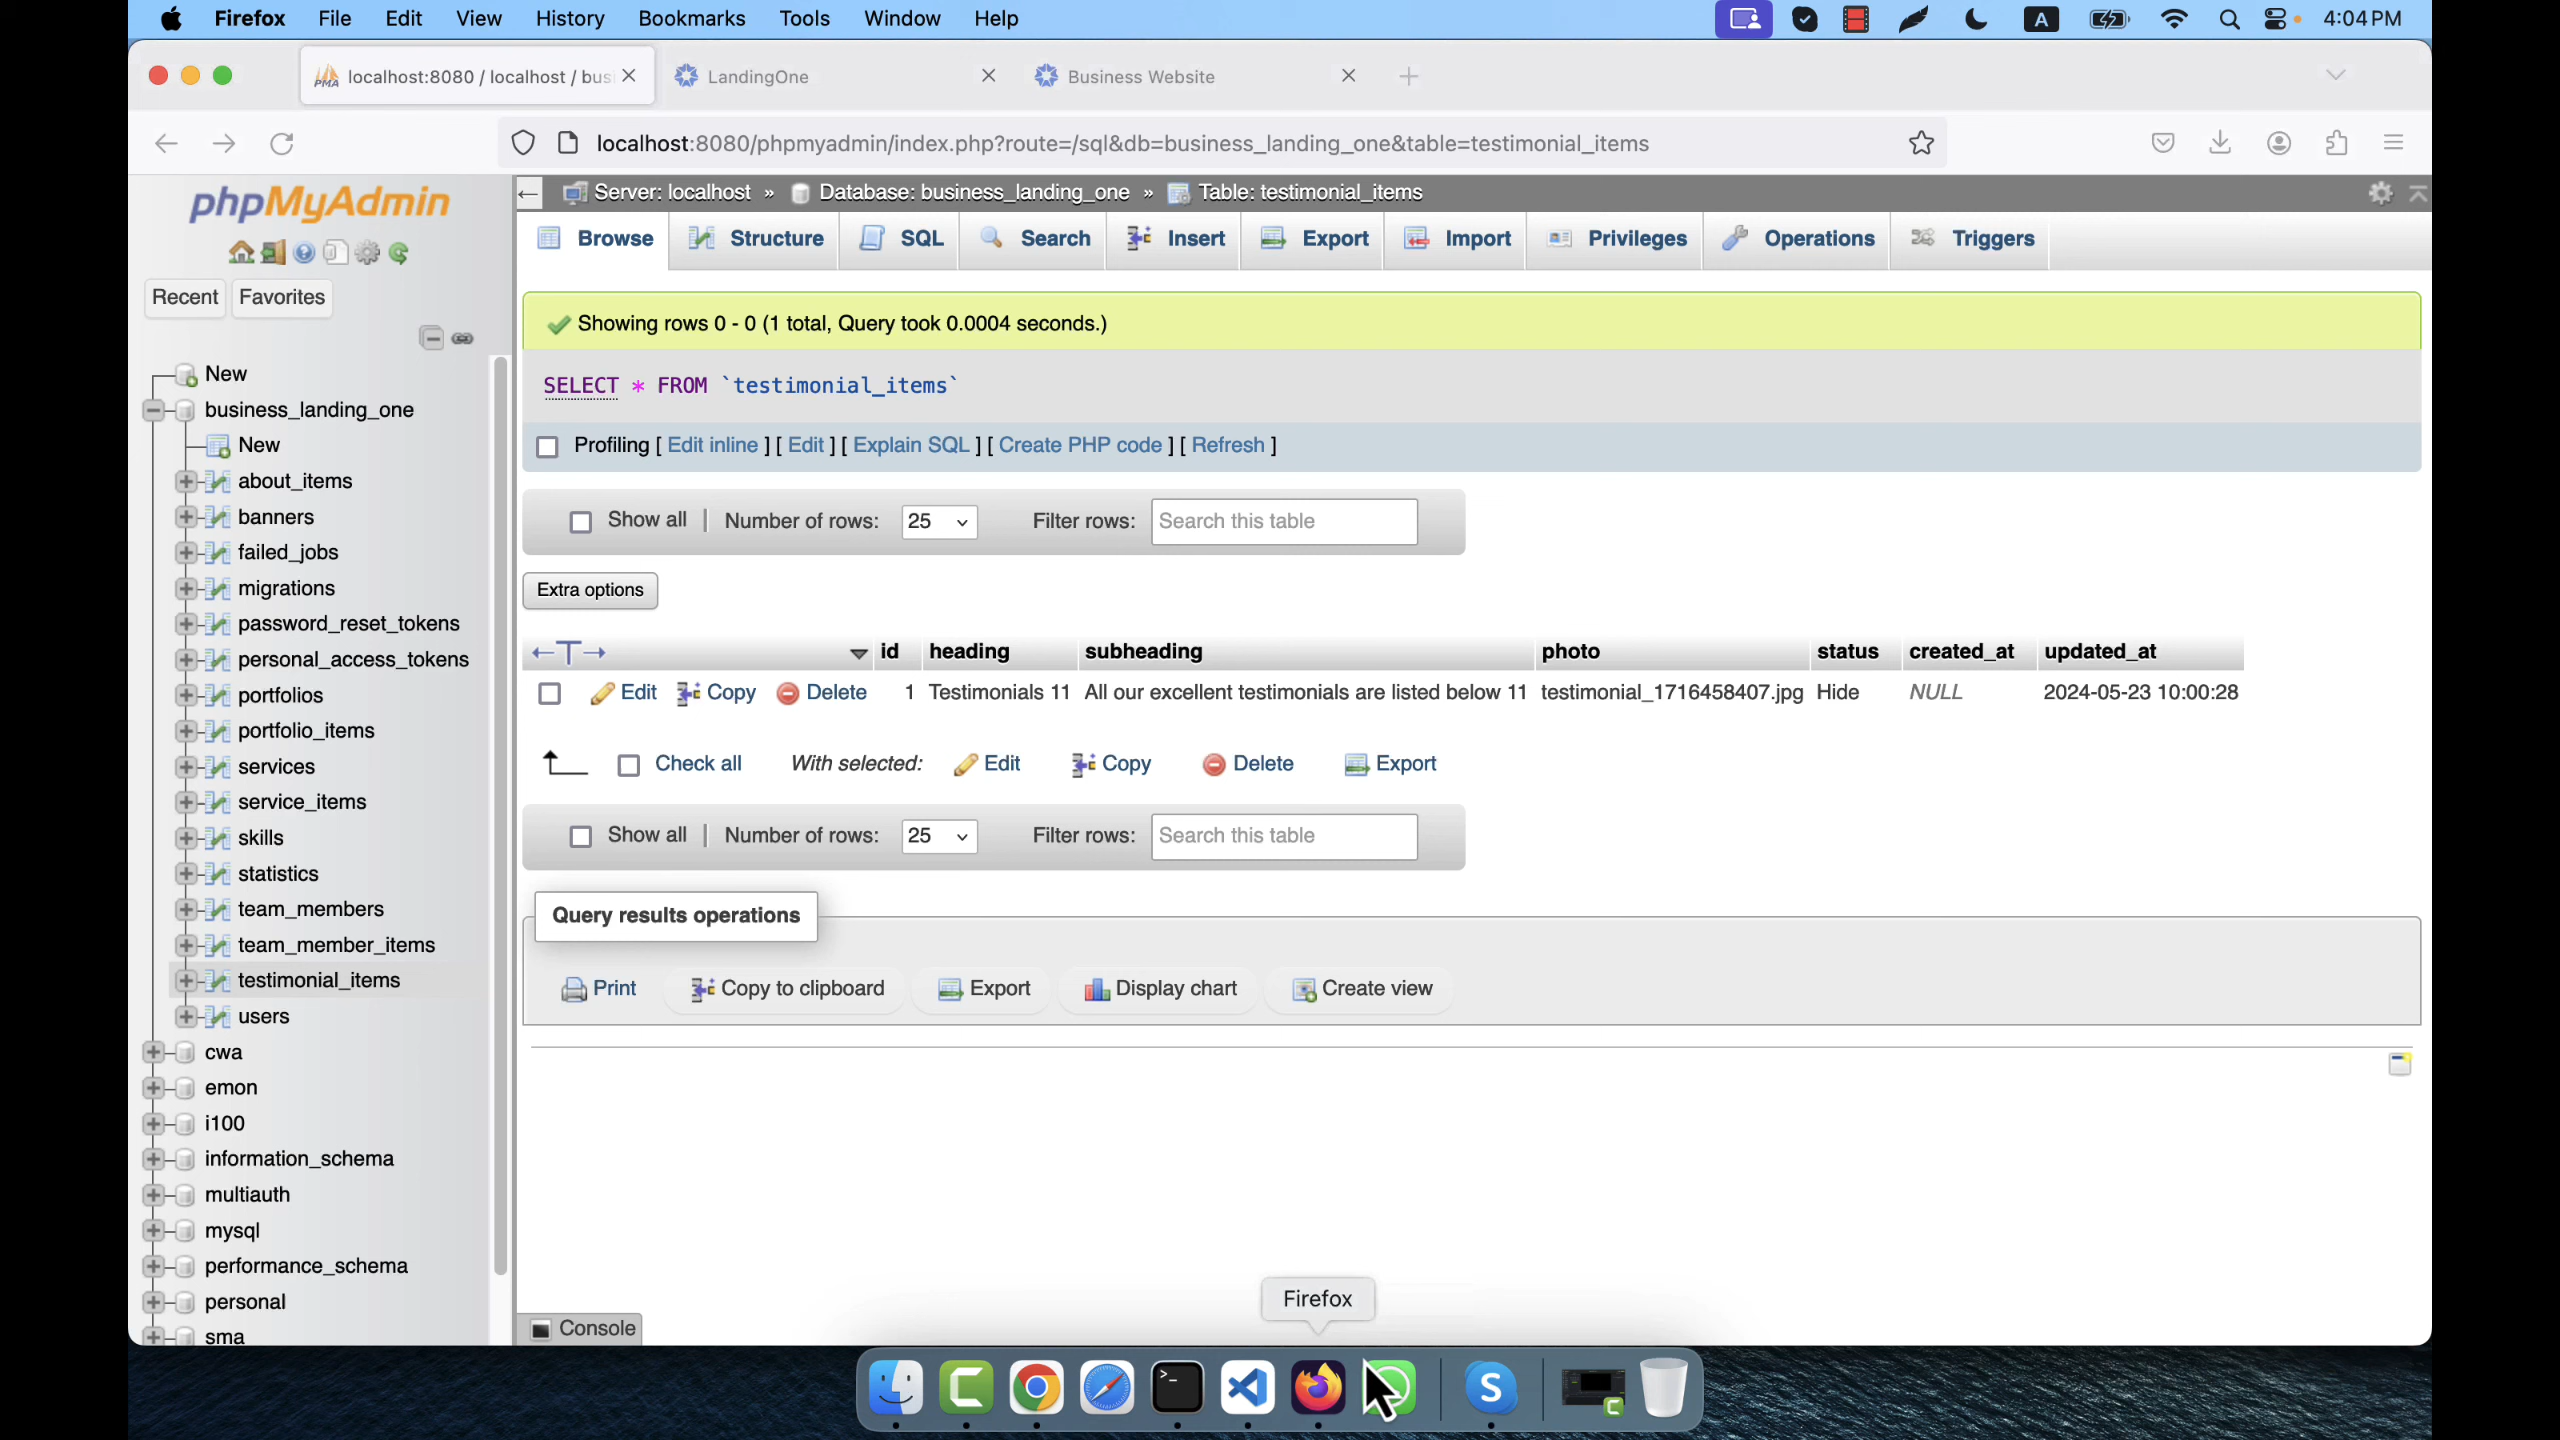 Firefox File Edit View History Bookmarks Tools Window Help A 4:04 PM
localhost:8080 / localhost / bus LandingOne Business Website
localhost:8080/phpmyadmin/index.php?route=/sql&db=business_landing_one&table=testimonial_items
phpMyAdmin
Recent Favorites
New
business_landing_one
New
about_items
banners
failed_jobs
migrations
password_reset_tokens
personal_access_tokens
portfolios
portfolio_items
services
service_items
skills
statistics
team_members
team_member_items
testimonial_items
users
cwa
emon
i100
information_schema
multiauth
mysql
performance_schema
personal
sma
Server: localhost » Database: business_landing_one » Table: testimonial_items
Browse Structure SQL Search Insert Export Import Privileges Operations Triggers
Showing rows 0 - 0 (1 total, Query took 0.0004 seconds.)
SELECT * FROM `testimonial_items`
Profiling [ Edit inline ] [ Edit ] [ Explain SQL ] [ Create PHP code ] [ Refresh ]
Show all | Number of rows: 25 Filter rows: Search this table
Extra options
←T→ id heading subheading photo status created_at updated_at
Edit Copy Delete 1 Testimonials 11 All our excellent testimonials are listed below 11 testimonial_1716458407.jpg Hide NULL 2024-05-23 10:00:28
Check all With selected: Edit Copy Delete Export
Show all | Number of rows: 25 Filter rows: Search this table
Query results operations
Print Copy to clipboard Export Display chart Create view
Console
Firefox